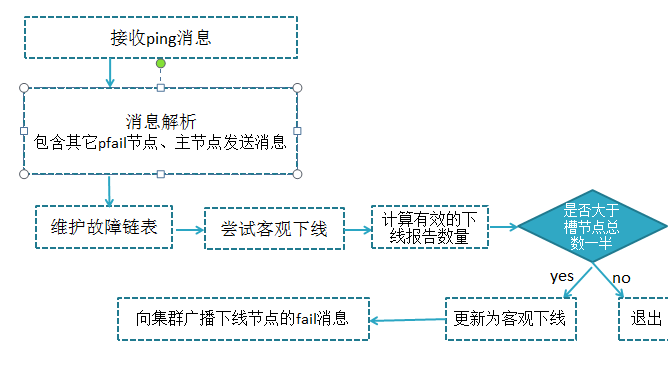 接收ping消息
消息解析
包含其它pfail节点、主节点发送消息
维护故障链表
尝试客观下线
计算有效的下
线报告数量
是否大于
槽节点总
数一半
yes
no
向集群广播下线节点的fail消息
更新为客观下线
退出